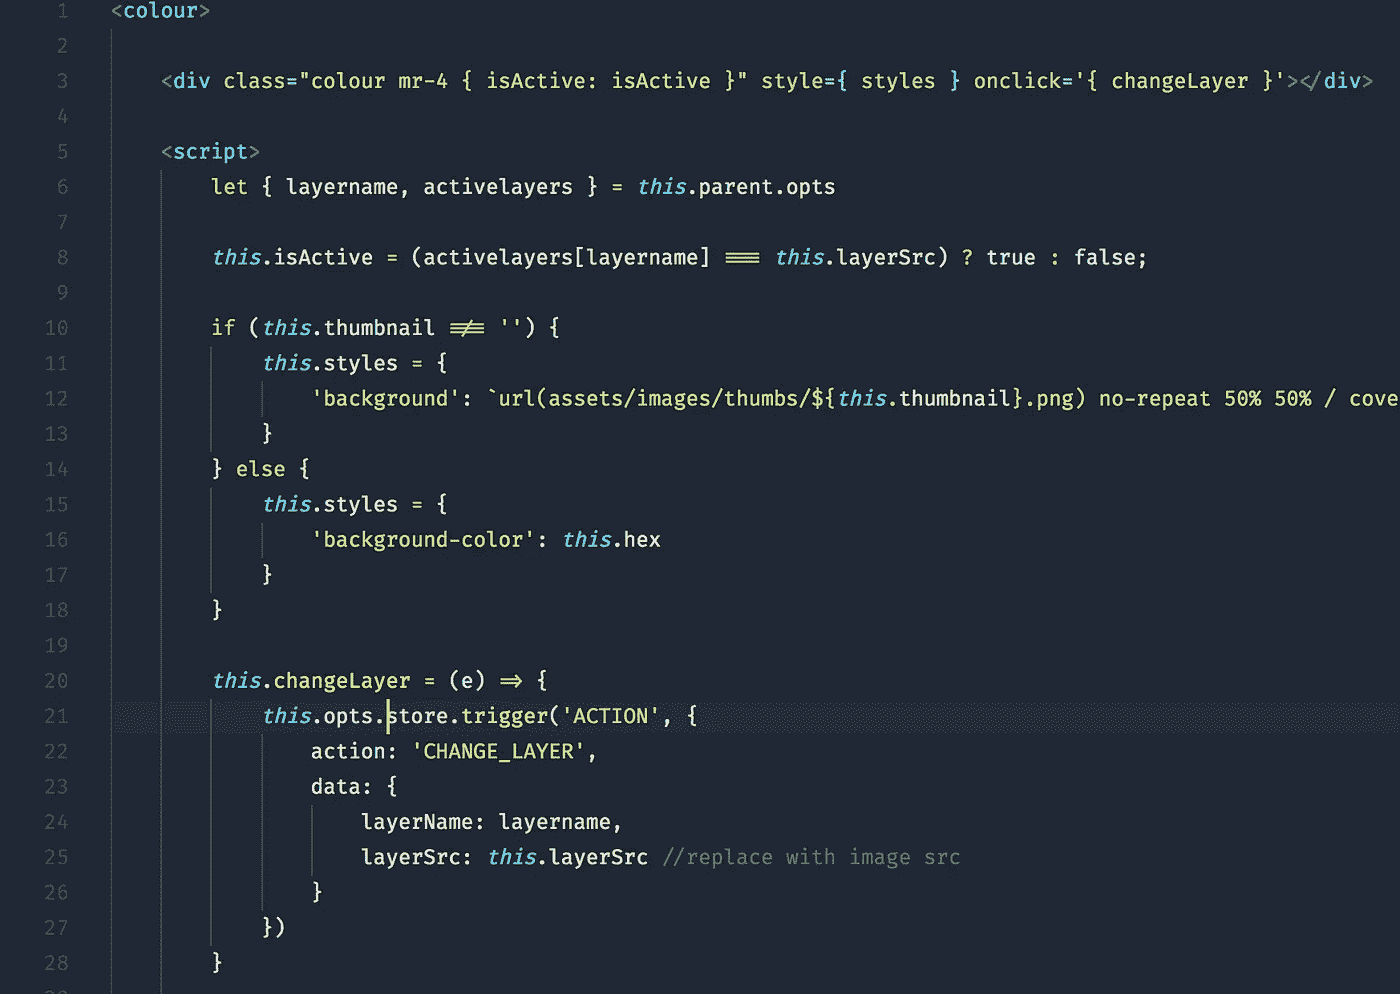 1 <colour>
2
3 <div class="colour mr-4 { isActive: isActive }" style={ styles } onclick='{ changeLayer }'></div>
4
5 <script>
6 let { layername, activelayers } = this.parent.opts
7
8 this.isActive = (activelayers[layername] === this.layerSrc) ? true : false;
9
10 if (this.thumbnail !== '') {
11 this.styles = {
12 'background': `url(assets/images/thumbs/${this.thumbnail}.png) no-repeat 50% 50% / cove
13 }
14 } else {
15 this.styles = {
16 'background-color': this.hex
17 }
18 }
19
20 this.changeLayer = (e) => {
21 this.opts.store.trigger('ACTION', {
22 action: 'CHANGE_LAYER',
23 data: {
24 layerName: layername,
25 layerSrc: this.layerSrc //replace with image src
26 }
27 })
28 }